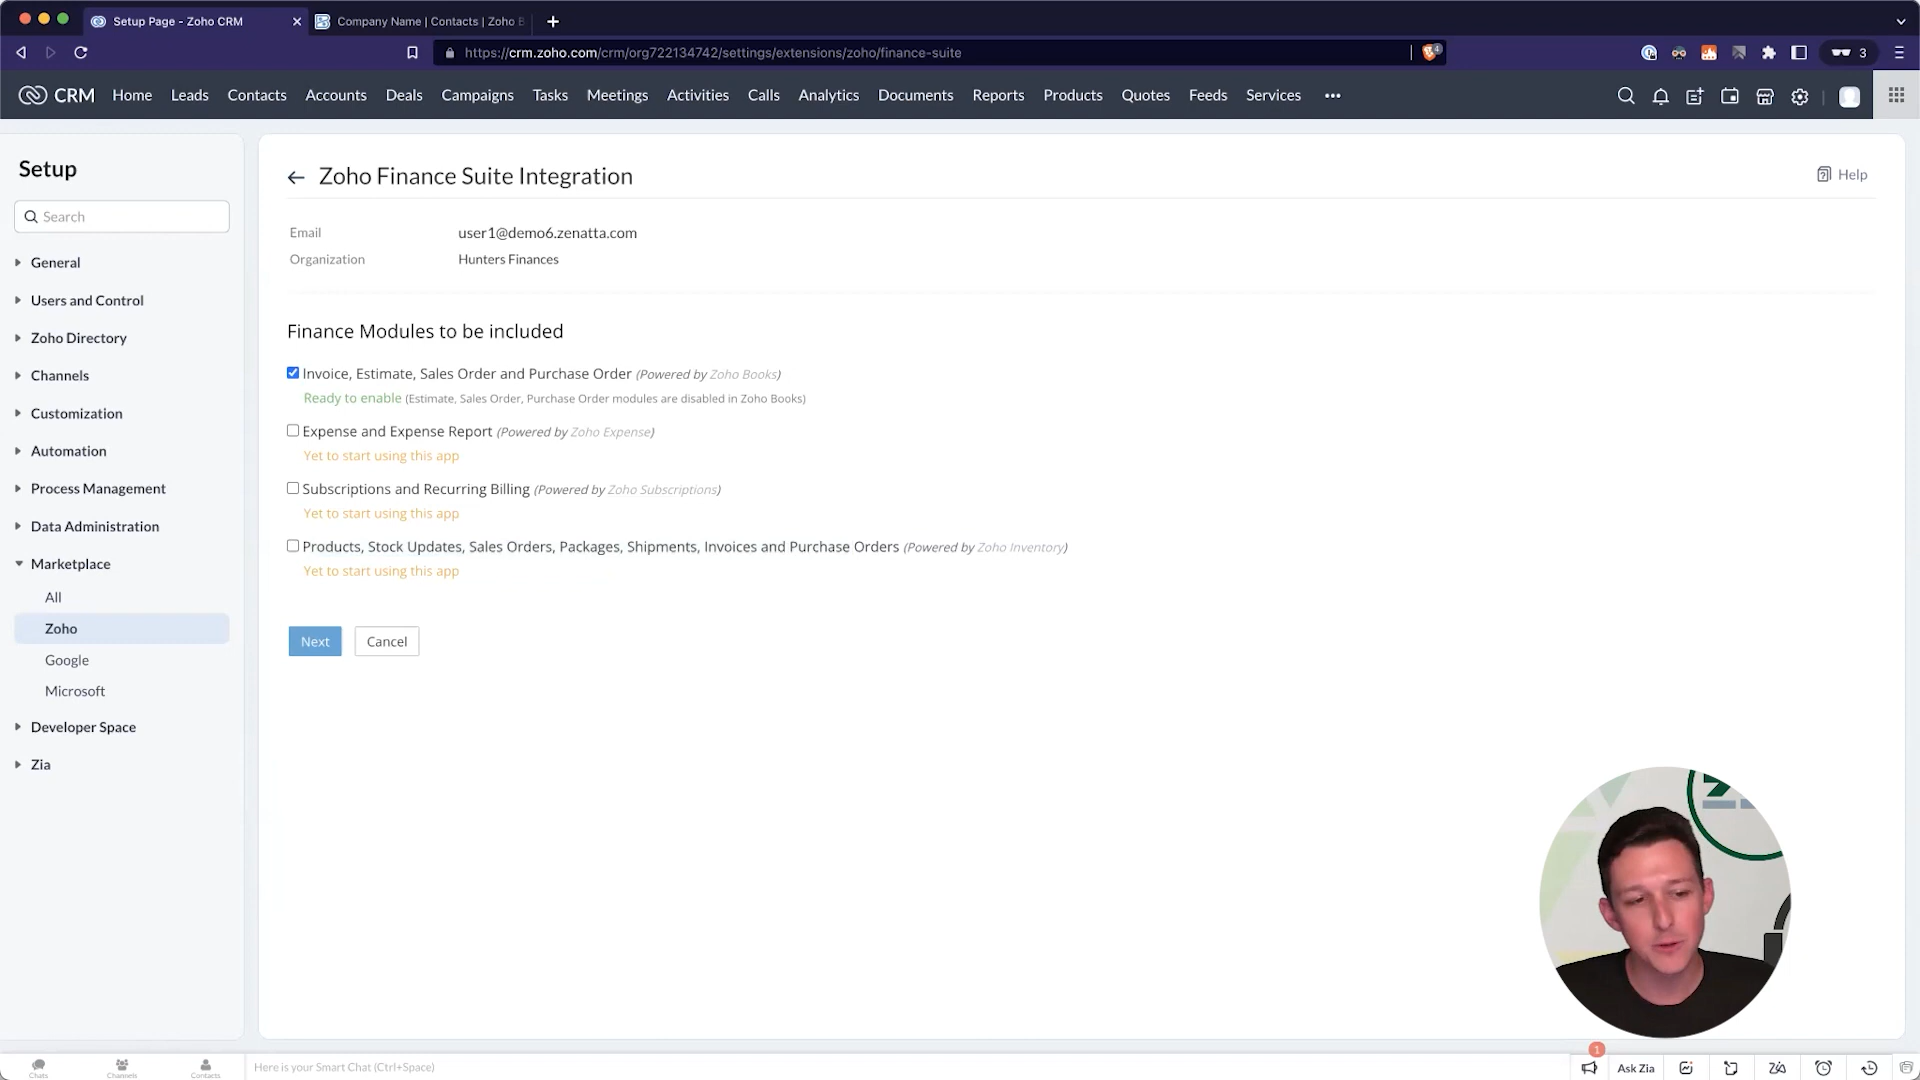 Setup Page - Zoho CRM
Company Name | Contacts | Zoho B
https://crm.zoho.com/crm/org722134742/settings/extensions/zoho/finance-suite
4
3
CRM Home Leads Contacts Accounts Deals Campaigns Tasks Meetings Activities Calls Analytics Documents Reports Products Quotes Feeds Services
Setup
Search
General
Users and Control
Zoho Directory
Channels
Customization
Automation
Process Management
Data Administration
Marketplace
All
Zoho
Google
Microsoft
Developer Space
Zia
Zoho Finance Suite Integration
Help
Email user1@demo6.zenatta.com
Organization Hunters Finances
Finance Modules to be included
Invoice, Estimate, Sales Order and Purchase Order (Powered by Zoho Books)
Ready to enable (Estimate, Sales Order, Purchase Order modules are disabled in Zoho Books)
Expense and Expense Report (Powered by Zoho Expense)
Yet to start using this app
Subscriptions and Recurring Billing (Powered by Zoho Subscriptions)
Yet to start using this app
Products, Stock Updates, Sales Orders, Packages, Shipments, Invoices and Purchase Orders (Powered by Zoho Inventory)
Yet to start using this app
Next Cancel
Chats Channels Contacts
Here is your Smart Chat (Ctrl+Space)
1
Ask Zia